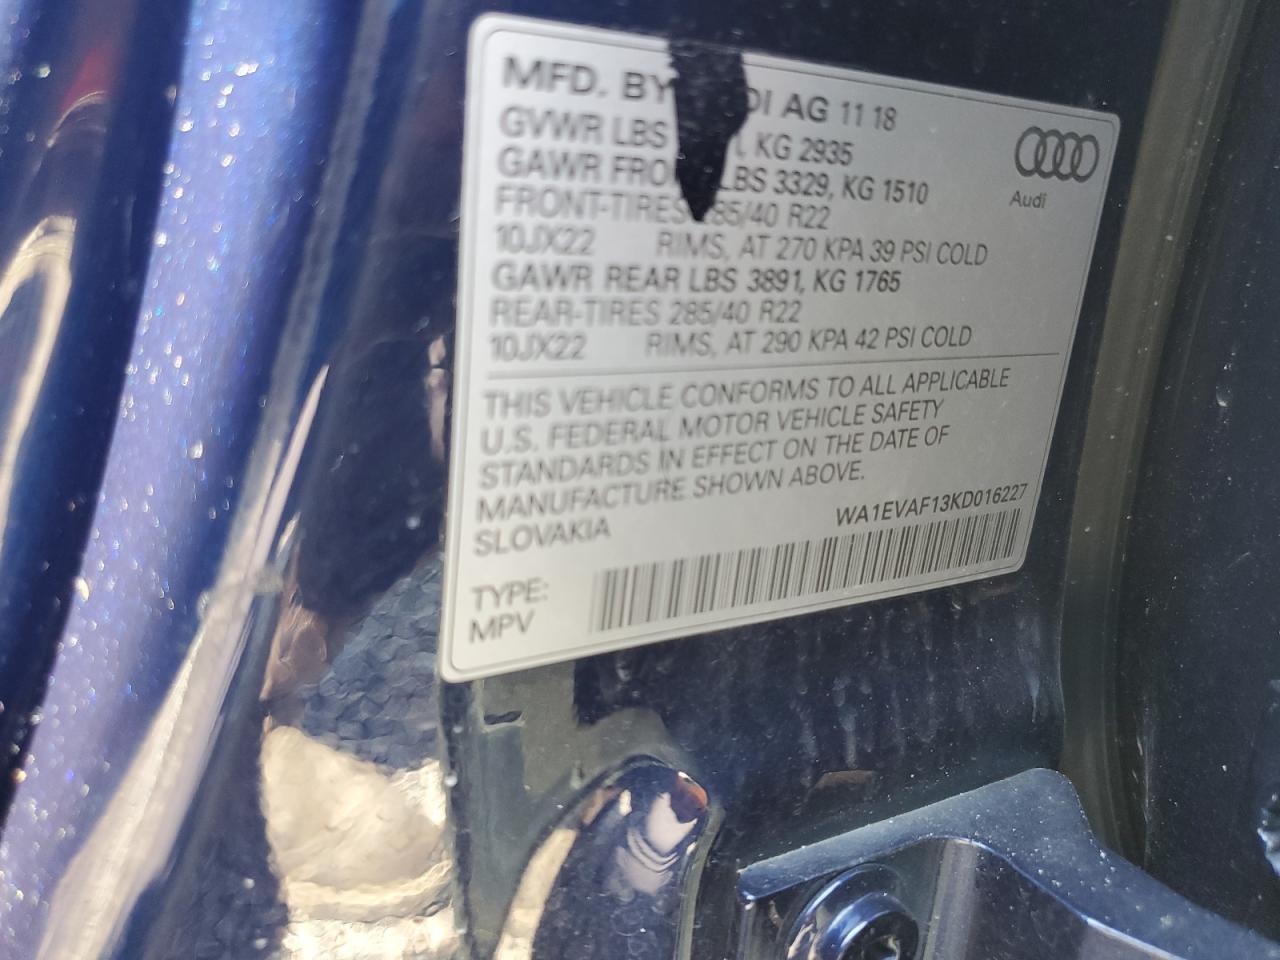 MFD. BY AG 11 18
GVWR LBS KG 2935
GAWR LBS 3329, KG 1510
FRONT-TIRES 40 R22
10JX22 RIMS, AT 270 KPA 39 PSI COLD
GAWR REAR LBS 3891, KG 1765
REAR-TIRES 285/40 R22
10JX22 RIMS, AT 290 KPA 42 PSI COLD
Audi
THIS VEHICLE CONFORMS TO ALL APPLICABLE
U.S. FEDERAL MOTOR VEHICLE SAFETY
STANDARDS IN EFFECT ON THE DATE OF
MANUFACTURE SHOWN ABOVE.
SLOVAKIA
WA1EVAF13KD016227
TYPE:
MPV